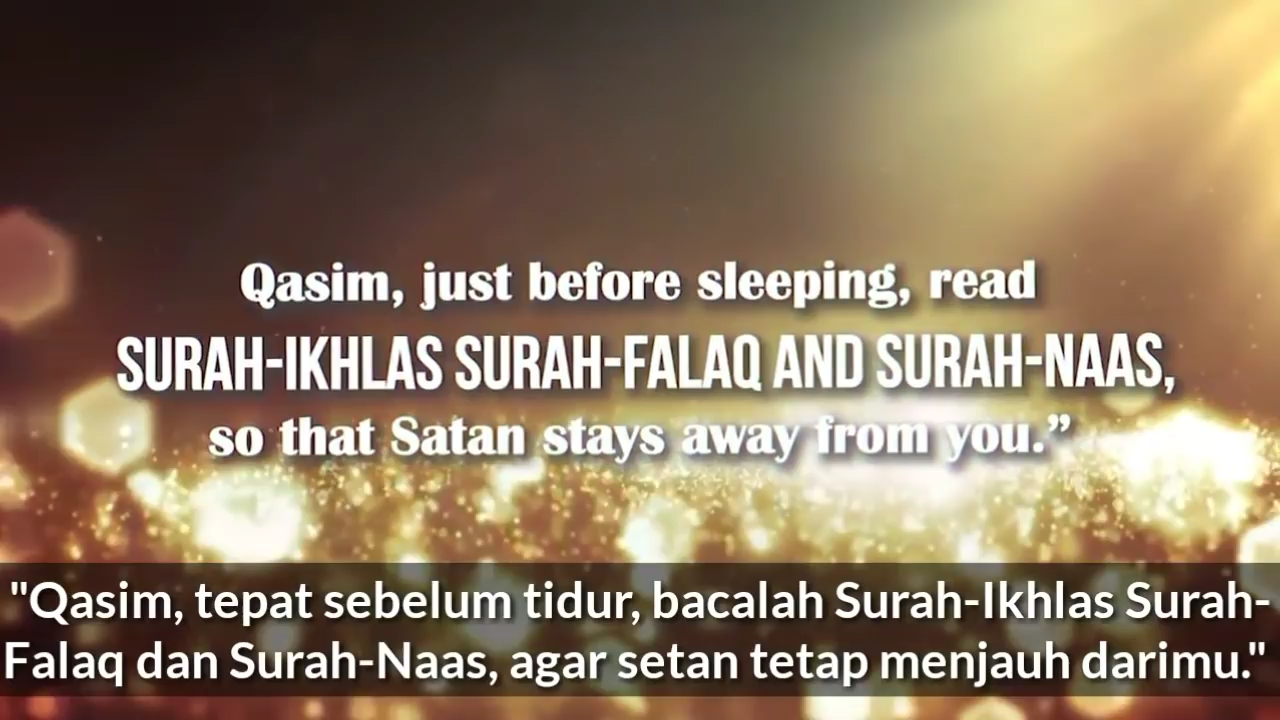 Qasim, just before sleeping, read
SURAH-IKHLAS SURAH-FALAQ AND SURAH-NAAS,
so that Satan stays away from you.”
"Qasim, tepat sebelum tidur, bacalah Surah-Ikhlas Surah-
Falaq dan Surah-Naas, agar setan tetap menjauh darimu."